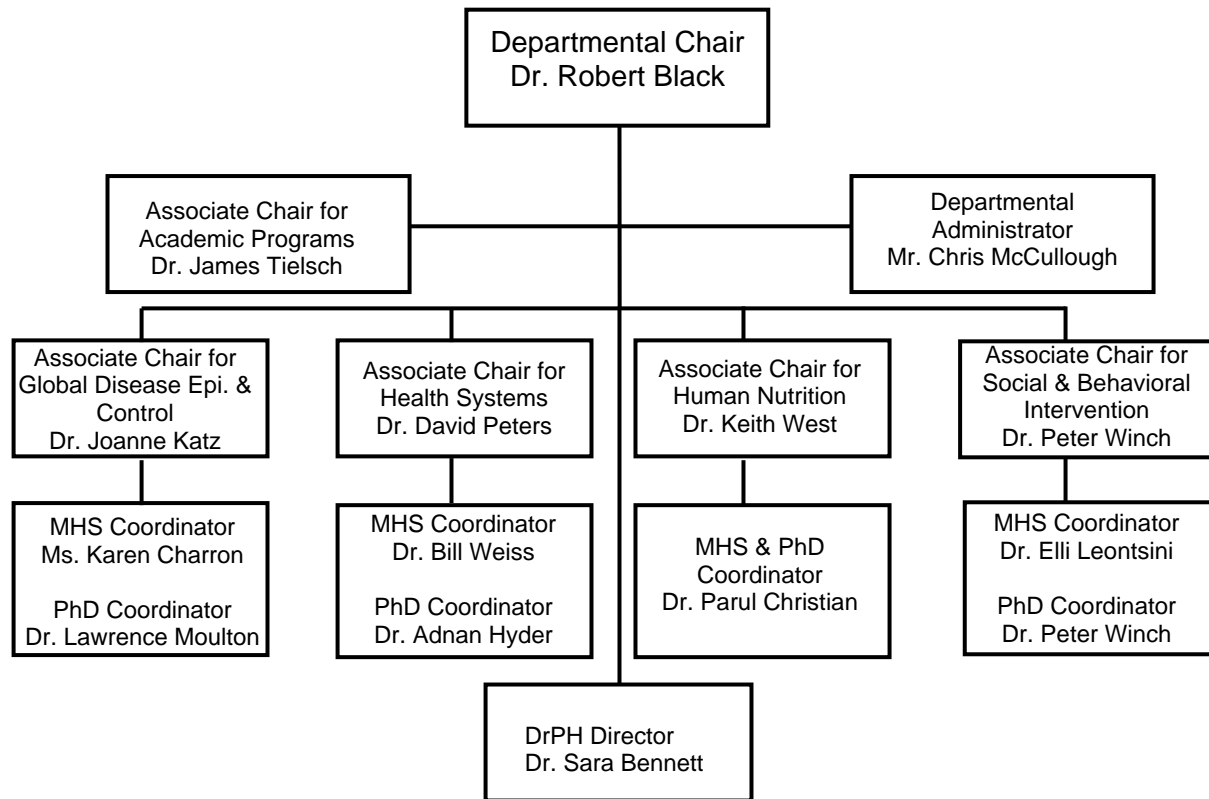 Departmental Chair
Dr. Robert Black
Associate Chair for
Academic Programs
Dr. James Tielsch
Departmental
Administrator
Mr. Chris McCullough
Associate Chair for
Global Disease Epi. &
Control
Dr. Joanne Katz
Associate Chair for
Health Systems
Dr. David Peters
Associate Chair for
Human Nutrition
Dr. Keith West
Associate Chair for
Social & Behavioral
Intervention
Dr. Peter Winch
MHS Coordinator
Ms. Karen Charron
PhD Coordinator
Dr. Lawrence Moulton
MHS Coordinator
Dr. Bill Weiss
PhD Coordinator
Dr. Adnan Hyder
MHS & PhD
Coordinator
Dr. Parul Christian
MHS Coordinator
Dr. Elli Leontsini
PhD Coordinator
Dr. Peter Winch
DrPH Director
Dr. Sara Bennett